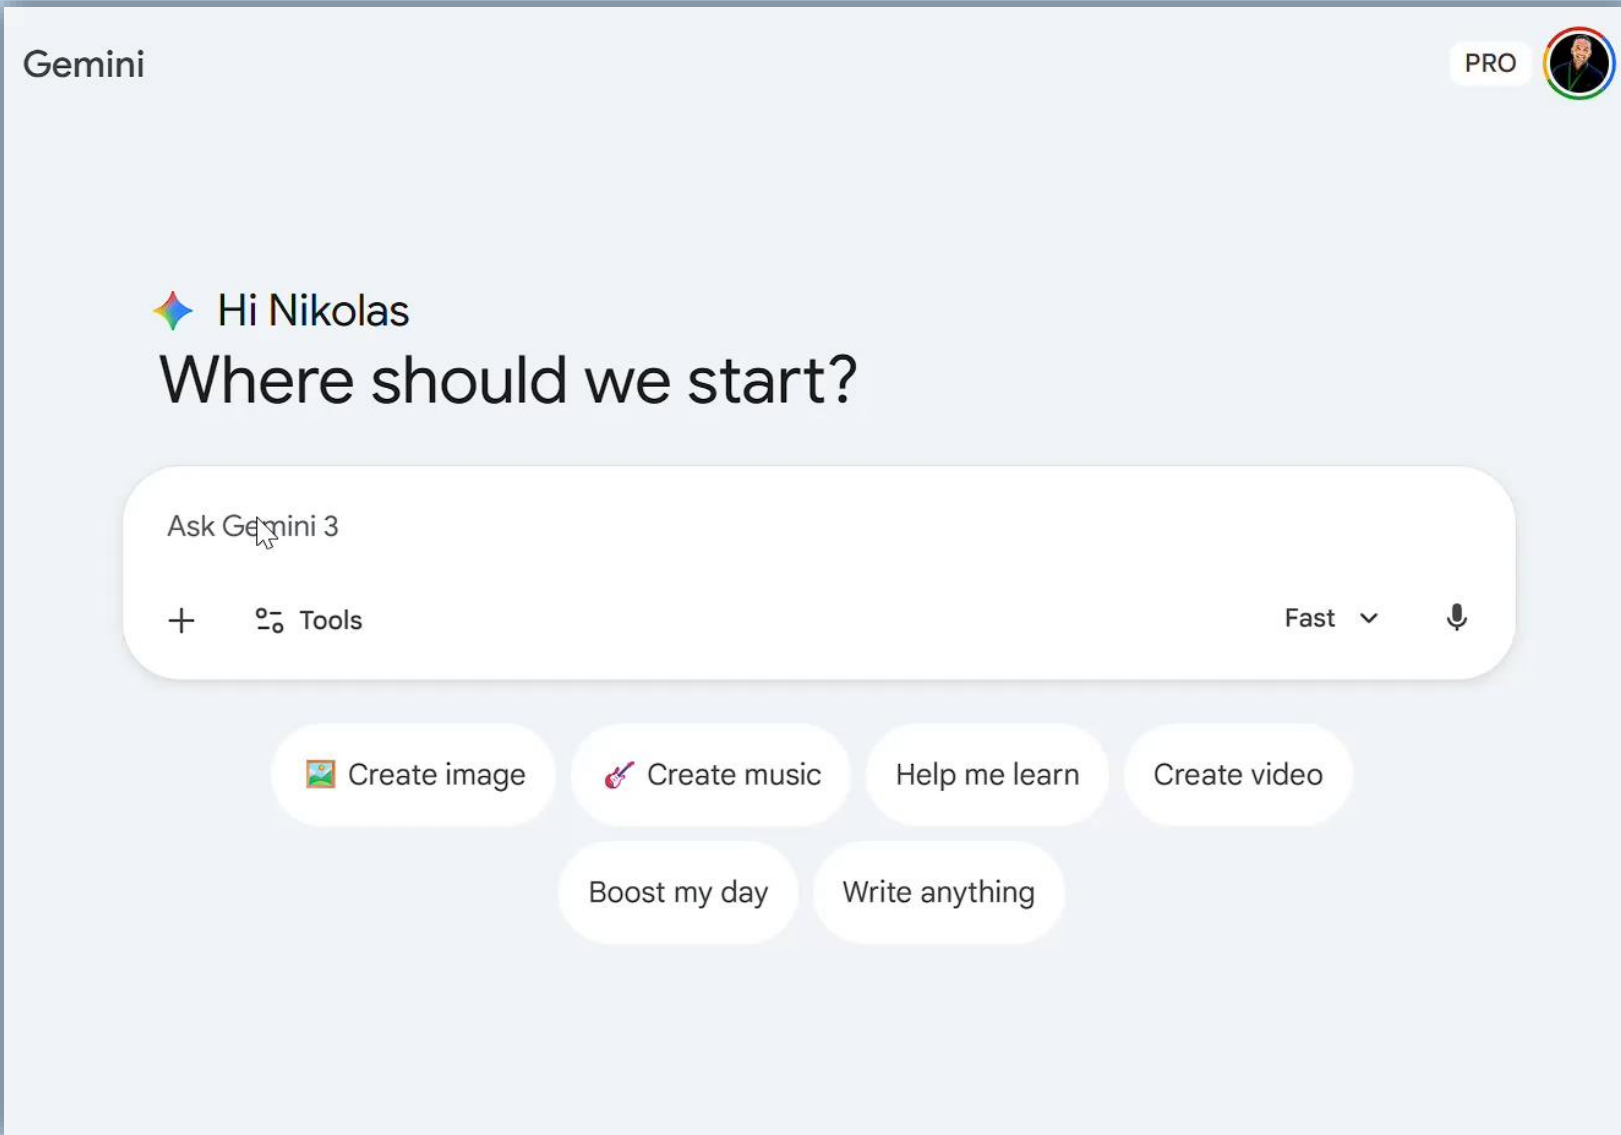 Gemini
PRO
Hi Nikolas
Where should we start?
Ask Gemini 3
Tools
Fast
Create image
Create music
Help me learn
Create video
Boost my day
Write anything